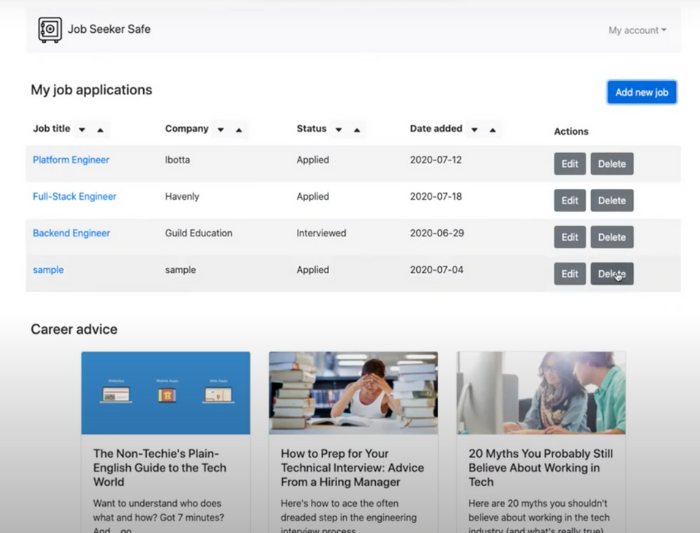 Job Seeker Safe
My account
My job applications
Add new job
Job title Company Status Date added Actions
Platform Engineer Ibotta Applied 2020-07-12 Edit Delete
Full-Stack Engineer Havenly Applied 2020-07-18 Edit Delete
Backend Engineer Guild Education Interviewed 2020-06-29 Edit Delete
sample sample Applied 2020-07-04 Edit Delete
Career advice
The Non-Techie's Plain-
English Guide to the Tech
World
Want to understand who does
what and how? Got 7 minutes?
And go
How to Prep for Your
Technical Interview: Advice
From a Hiring Manager
Here's how to ace the often
dreaded step in the engineering
interview process
20 Myths You Probably Still
Believe About Working in
Tech
Here are 20 myths you shouldn't
believe about working in the tech
industry (and what's really true)